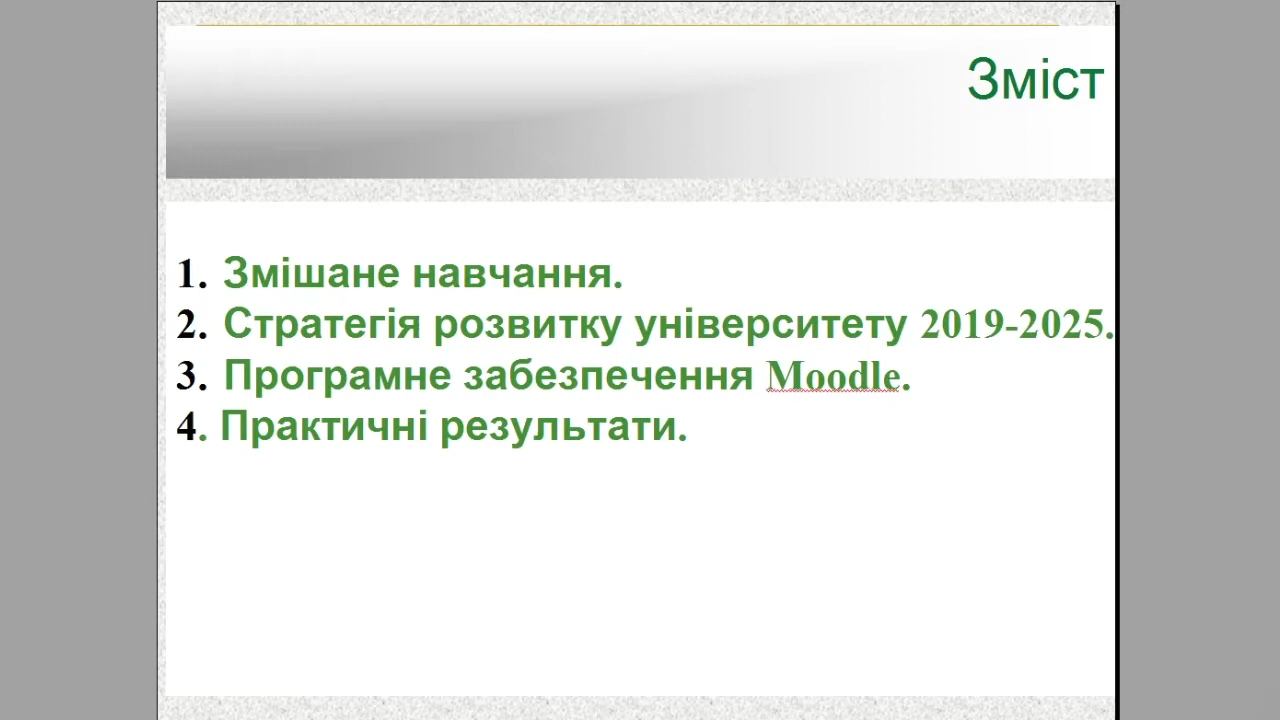 Зміст
1. Змішане навчання.
2. Стратегія розвитку університету 2019-2025.
3. Програмне забезпечення Moodle.
4. Практичні результати.